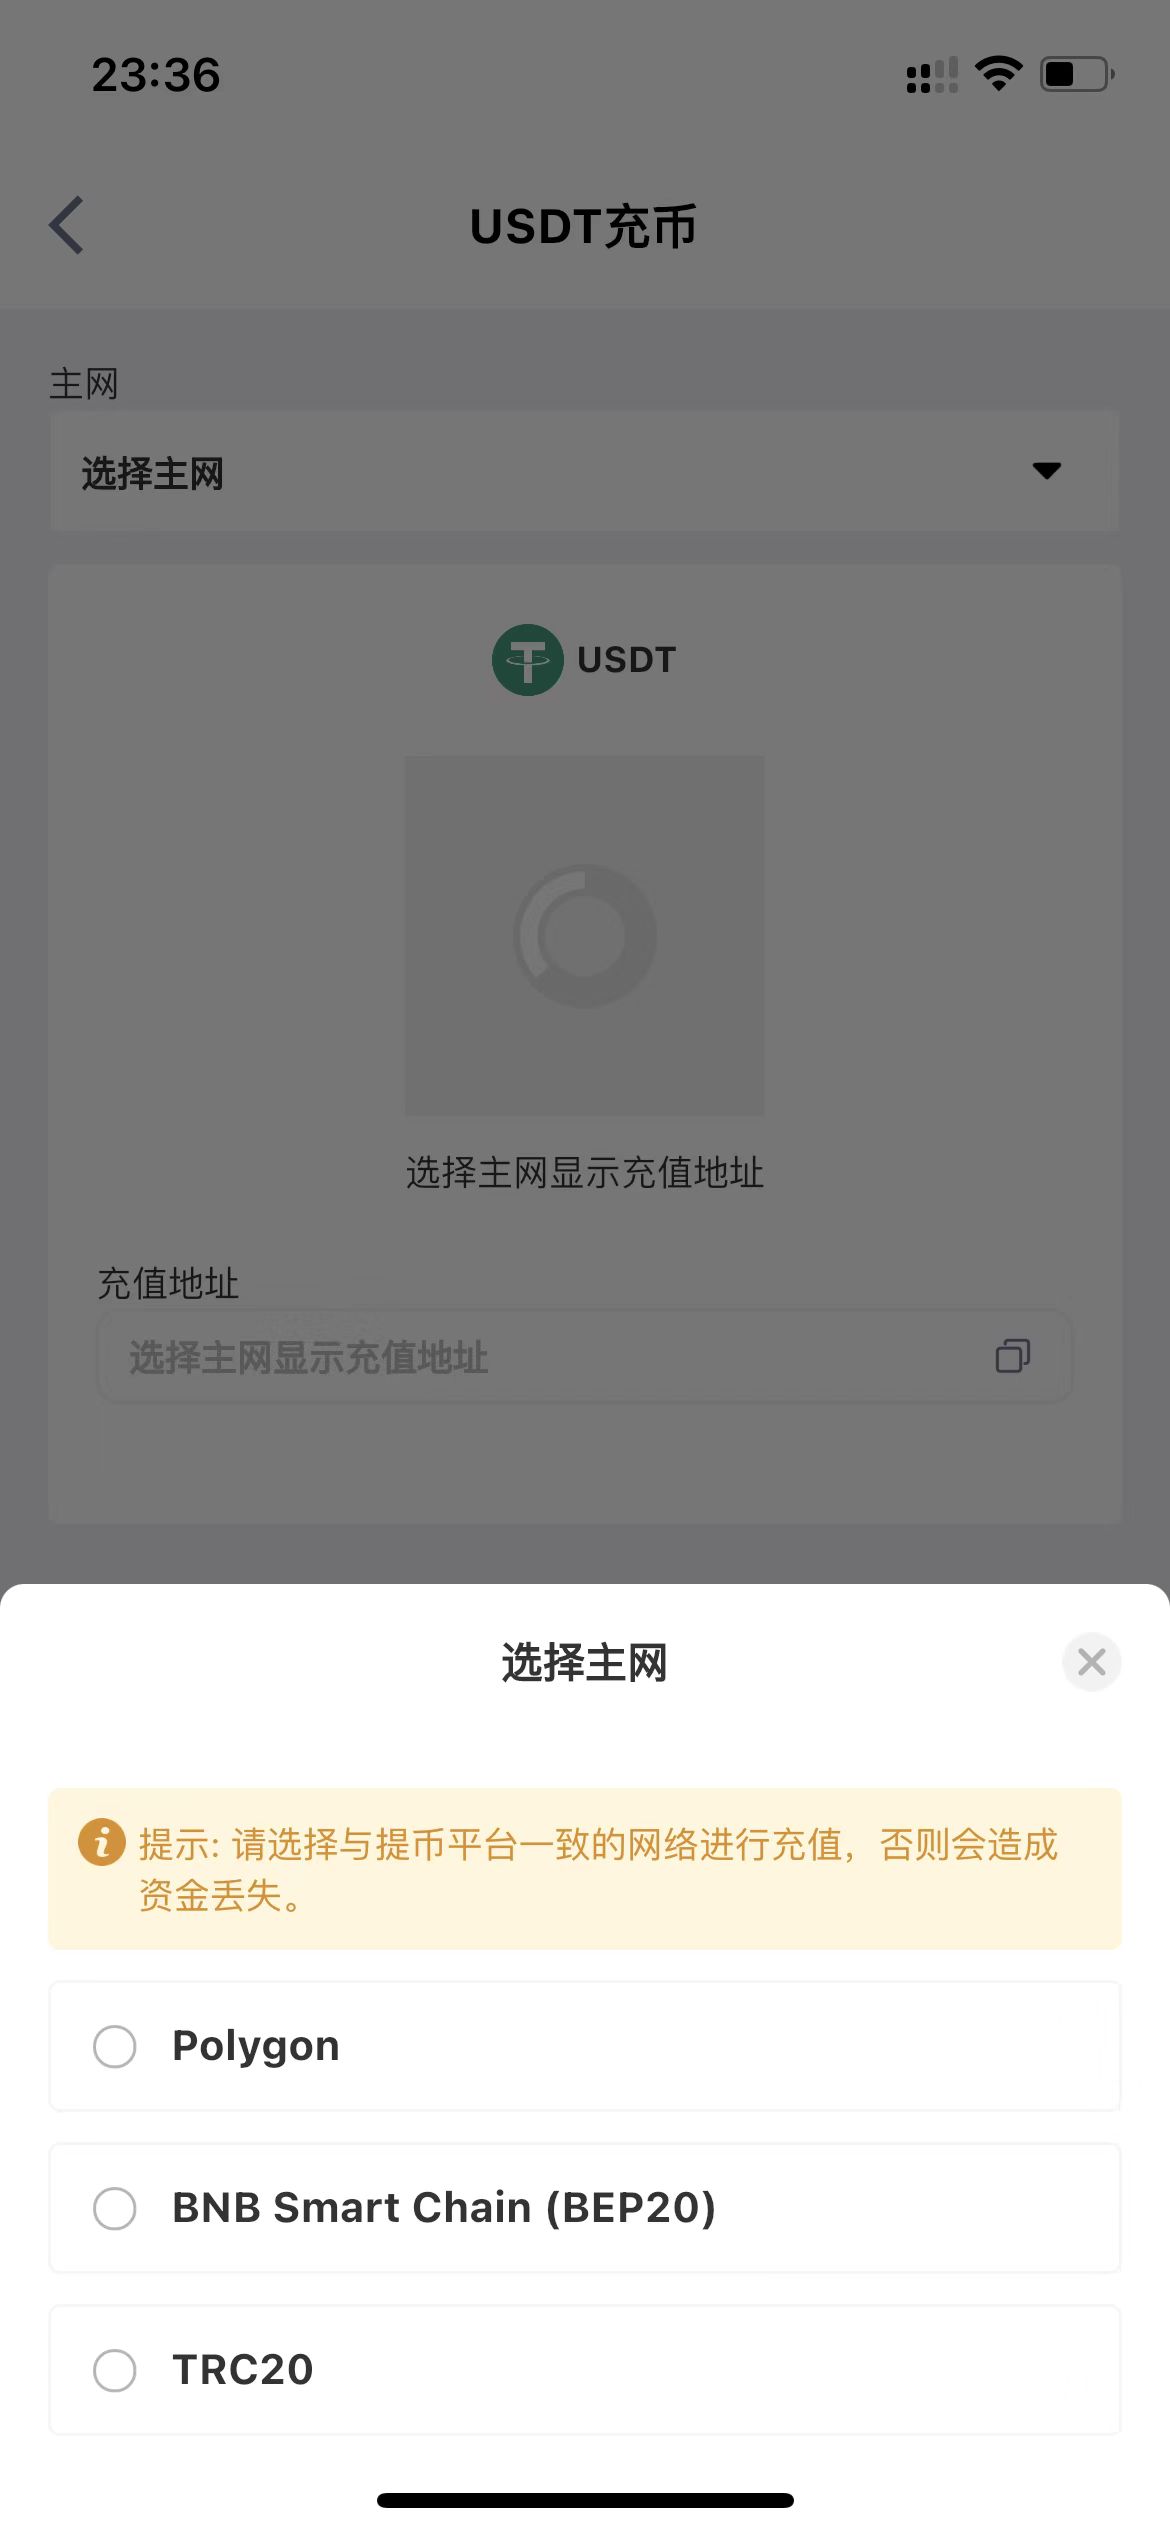 23:36
USDT充币
主网
选择主网
USDT
选择主网显示充值地址
充值地址
选择主网显示充值地址
选择主网
提示: 请选择与提币平台一致的网络进行充值，否则会造成
资金丢失。
Polygon
BNB Smart Chain (BEP20)
TRC20